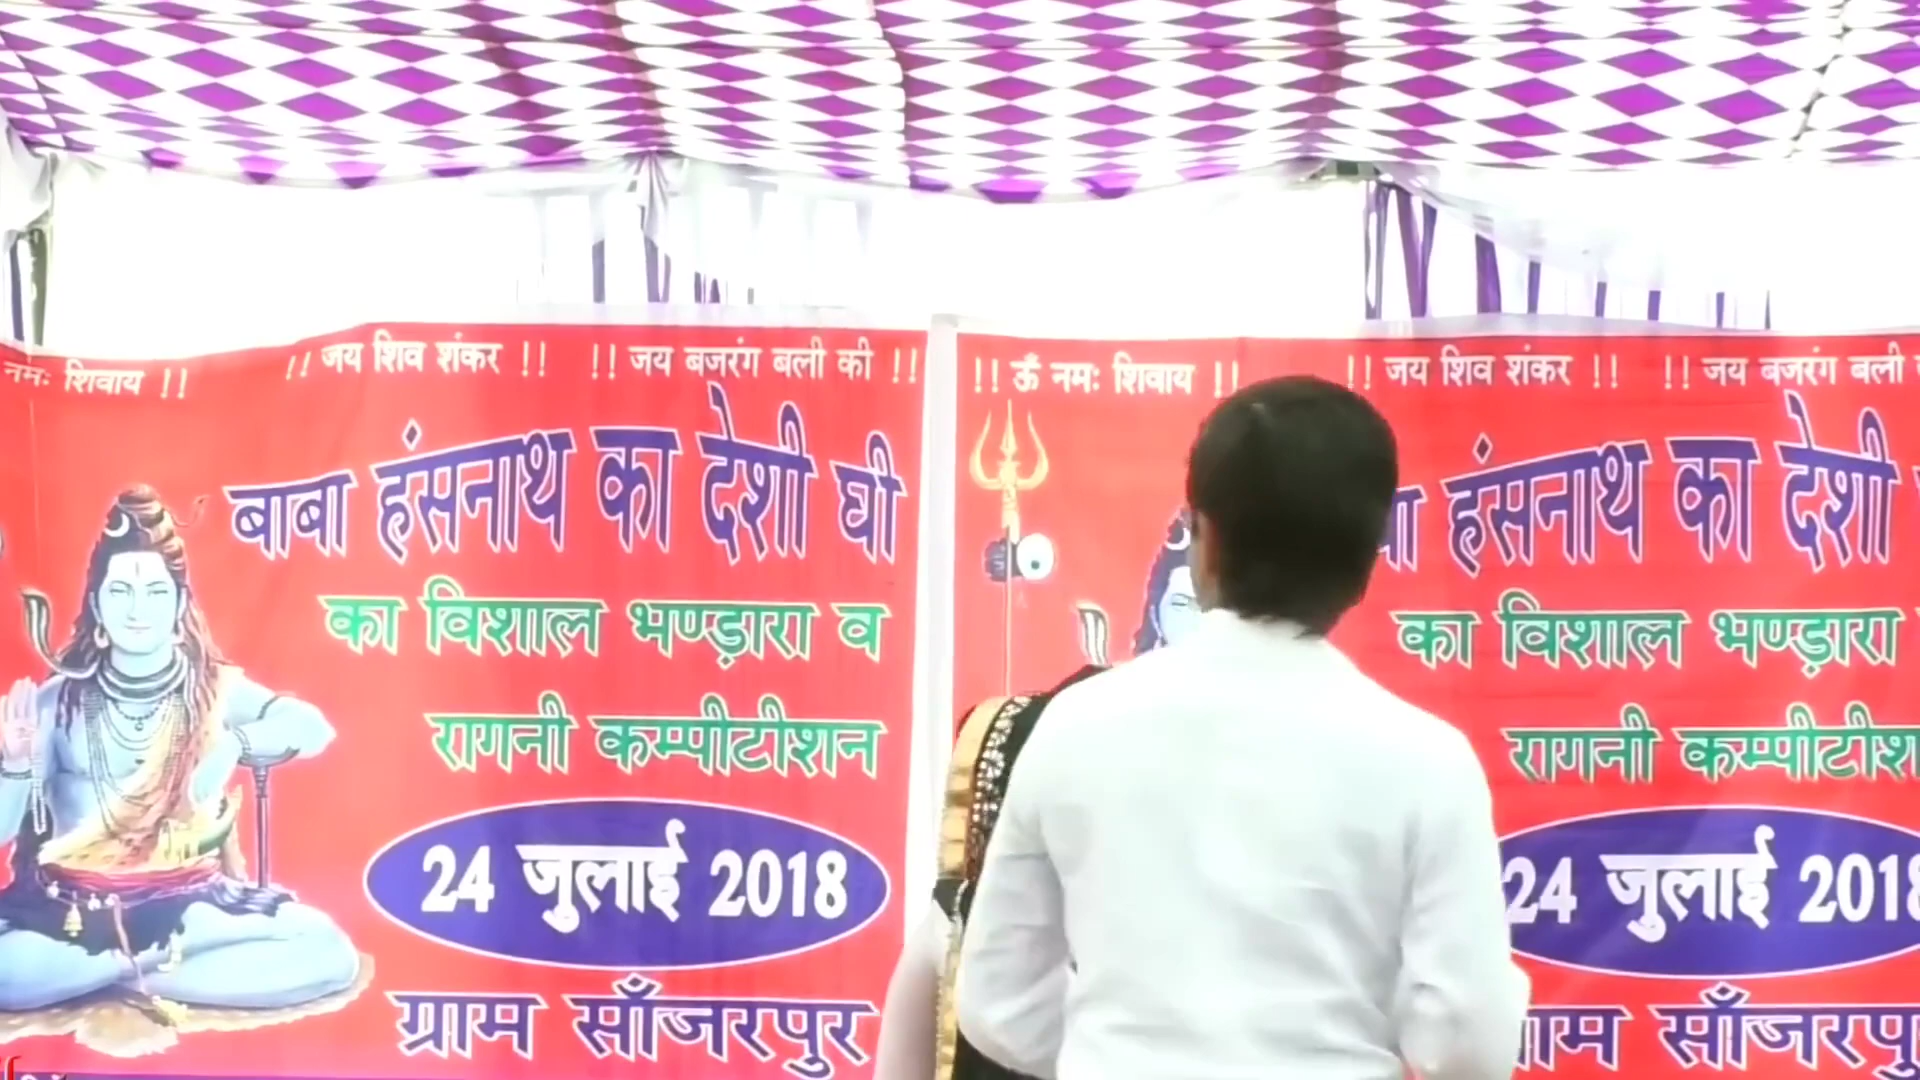 नमः शिवाय !!
!! जय शिव शंकर !! !! जय बजरंग बली की !!
बाबा हंसनाथ का देशी घी
का विशाल भण्ड़ारा व
रागनी कम्पीटीशन
24 जुलाई 2018
ग्राम साँजरपुर
!! ॐ नमः शिवाय !!
!! जय शिव शंकर !! !! जय बजरंग बली
हंसनाथ का देशी
का विशाल भण्ड़ारा
रागनी कम्पीटीश
24 जुलाई 2018
ाम साँजरपु